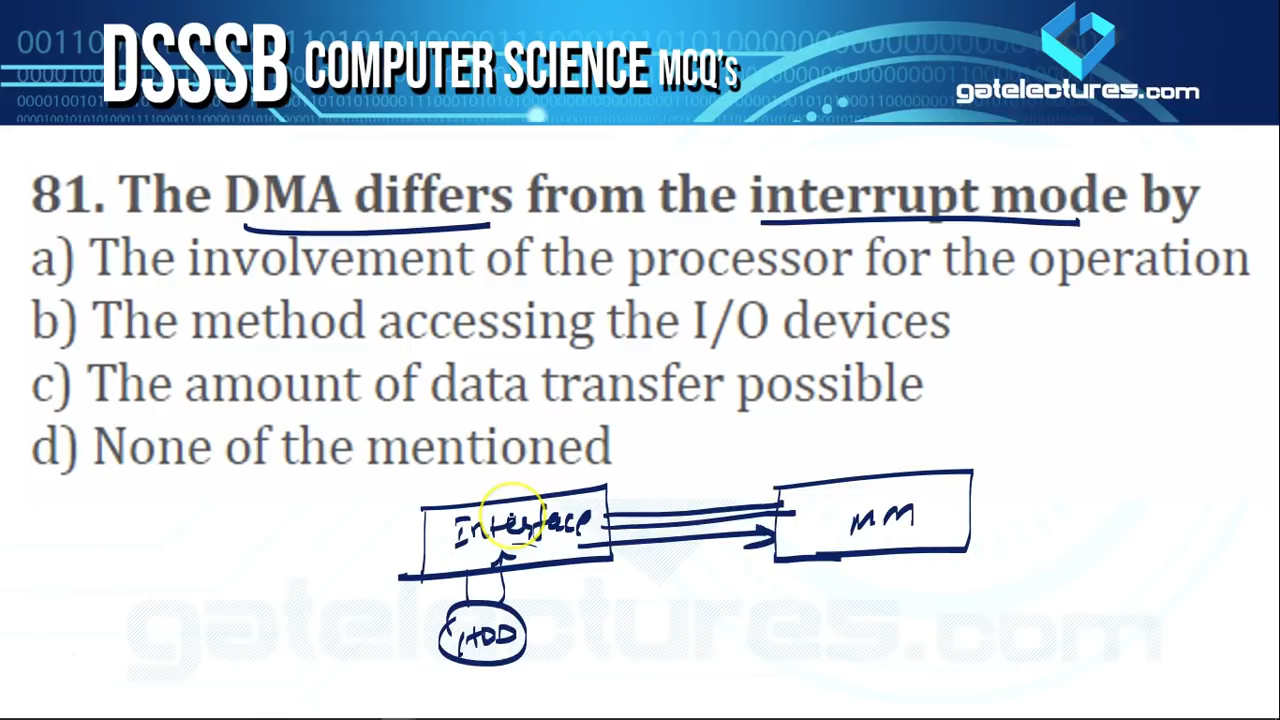 DSSSB COMPUTER SCIENCE MCQ's
gatelectures.com
81. The DMA differs from the interrupt mode by
a) The involvement of the processor for the operation
b) The method accessing the I/O devices
c) The amount of data transfer possible
d) None of the mentioned
Interface
MM
HDD
gatelectures.com